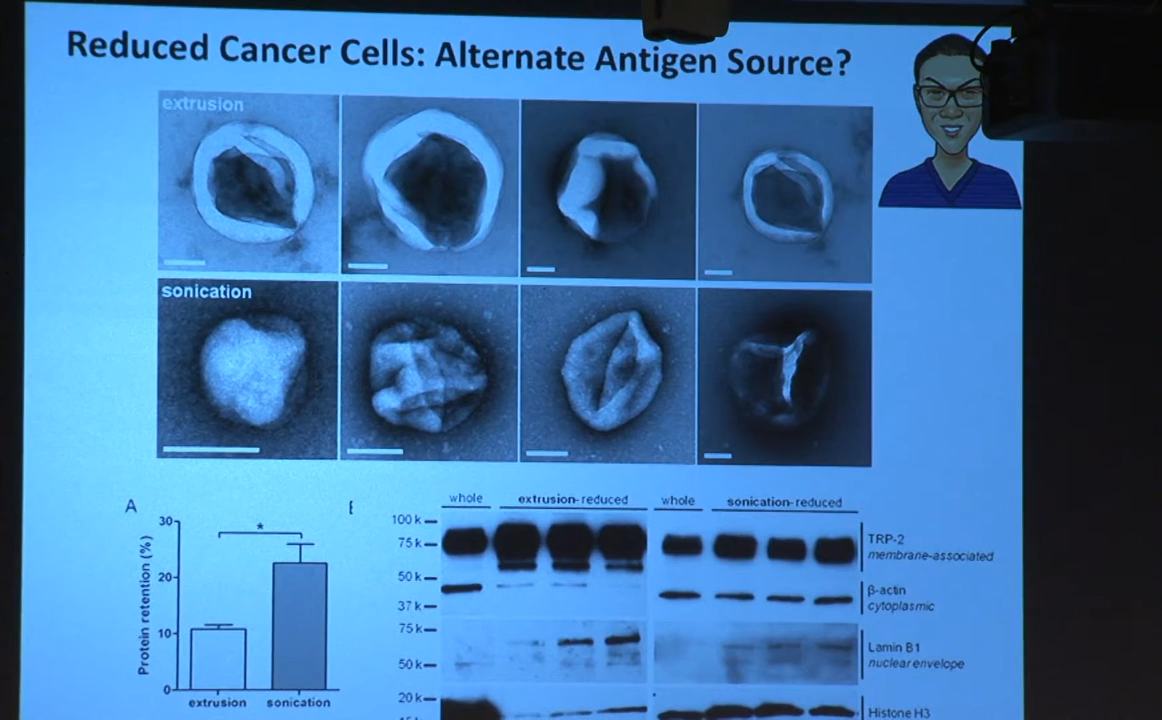 Reduced Cancer Cells: Alternate Antigen Source?
extrusion
sonication
A
30
20
10
0
Protein retention (%)
*
extrusion sonication
whole extrusion-reduced whole sonication-reduced
100 k
75 k
50 k
37 k
75 k
50 k
20 k
TRP-2
membrane-associated
β-actin
cytoplasmic
Lamin B1
nuclear envelope
Histone H3